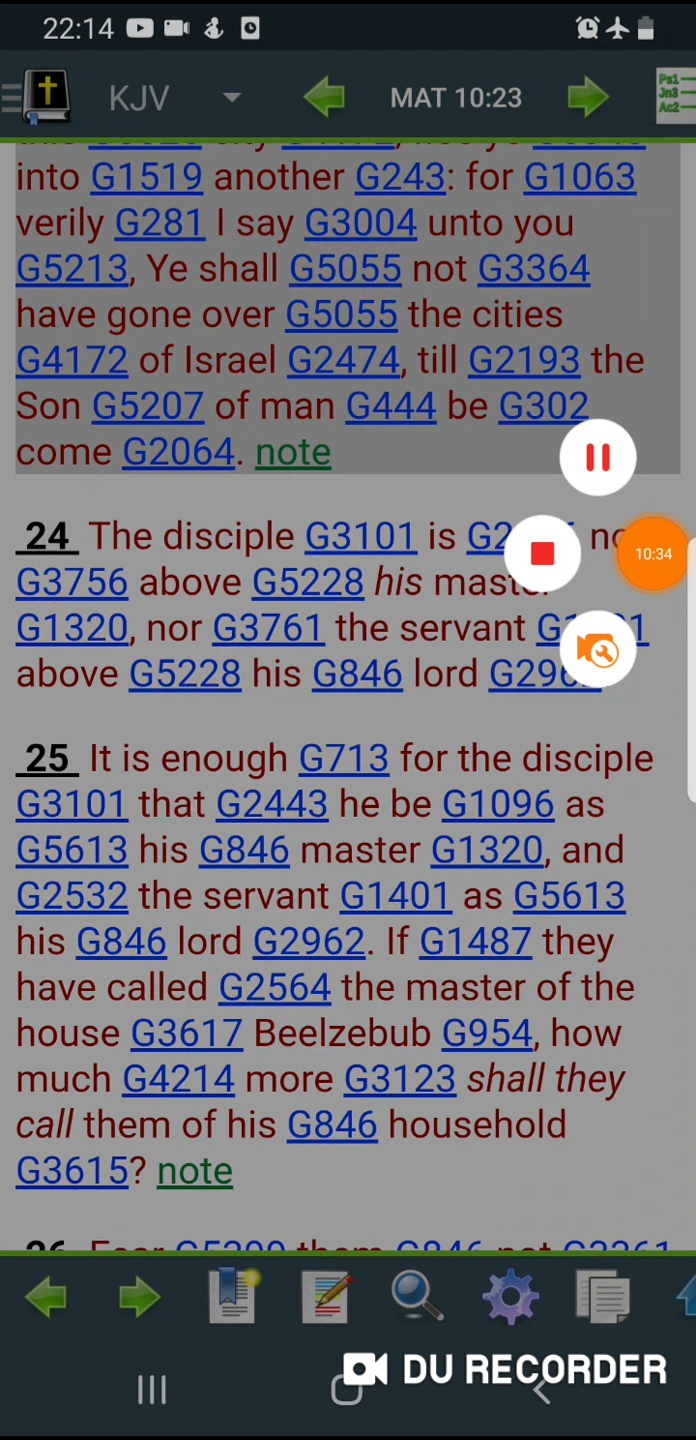 22:14
KJV
MAT 10:23
Ps1
Jn3
Ac2
into G1519 another G243: for G1063
verily G281 I say G3004 unto you
G5213, Ye shall G5055 not G3364
have gone over G5055 the cities
G4172 of Israel G2474, till G2193 the
Son G5207 of man G444 be G302
come G2064. note
24 The disciple G3101 is
10:34
G3756 above G5228 his
G1320, nor G3761 the servant
above G5228 his G846 lord
25 It is enough G713 for the disciple
G3101 that G2443 he be G1096 as
G5613 his G846 master G1320, and
G2532 the servant G1401 as G5613
his G846 lord G2962. If G1487 they
have called G2564 the master of the
house G3617 Beelzebub G954, how
much G4214 more G3123 shall they
call them of his G846 household
G3615? note
DU RECORDER